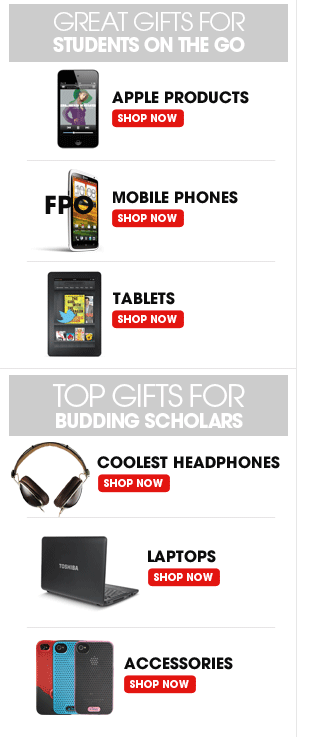 GREAT GIFTS FOR
STUDENTS ON THE GO
APPLE PRODUCTS
SHOP NOW
FPO
MOBILE PHONES
SHOP NOW
TABLETS
SHOP NOW
TOP GIFTS FOR
BUDDING SCHOLARS
COOLEST HEADPHONES
SHOP NOW
TOSHIBA
LAPTOPS
SHOP NOW
ACCESSORIES
SHOP NOW